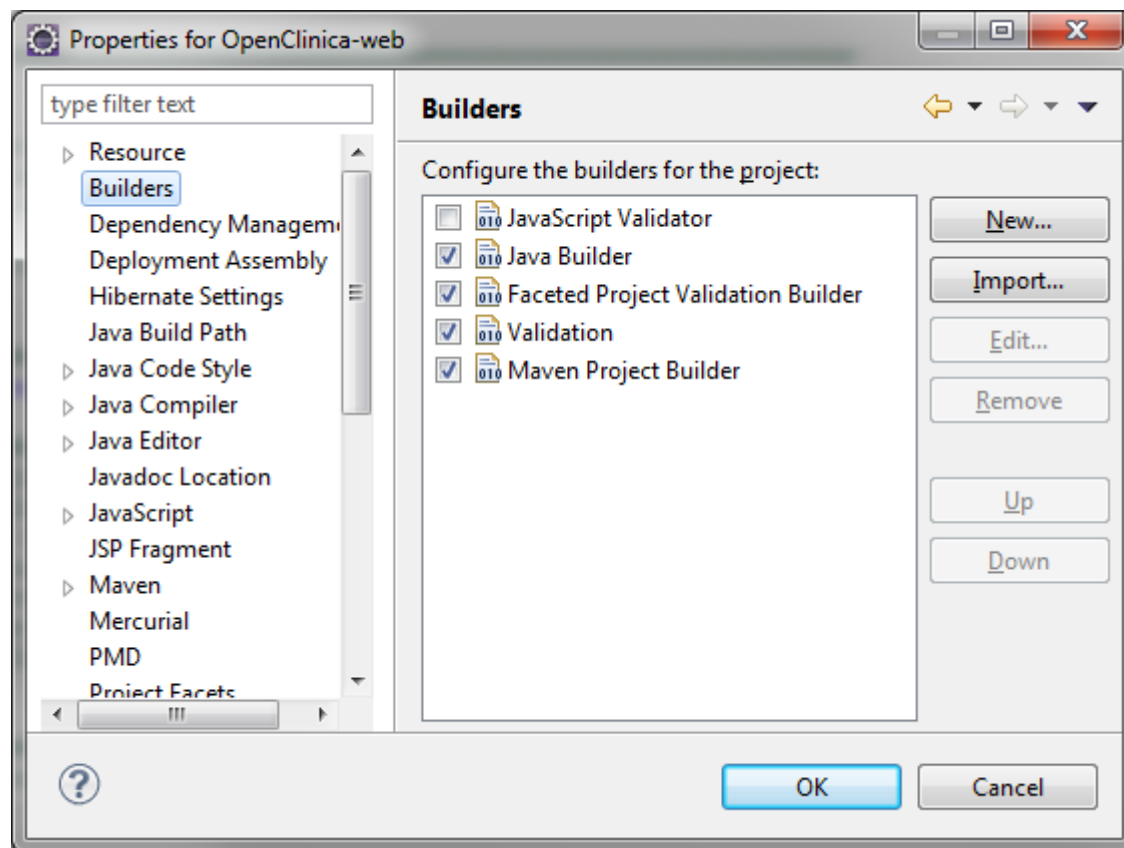 Properties for OpenClinica-web
type filter text
Resource
Builders
Dependency Managem
Deployment Assembly
Hibernate Settings
Java Build Path
Java Code Style
Java Compiler
Java Editor
Javadoc Location
JavaScript
JSP Fragment
Maven
Mercurial
PMD
Project Facets
Builders
Configure the builders for the project:
JavaScript Validator
Java Builder
Faceted Project Validation Builder
Validation
Maven Project Builder
New...
Import...
Edit...
Remove
Up
Down
OK
Cancel